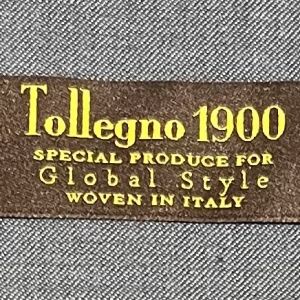 Tollegno 1900
SPECIAL PRODUCE FOR
Global Style
WOVEN IN ITALY